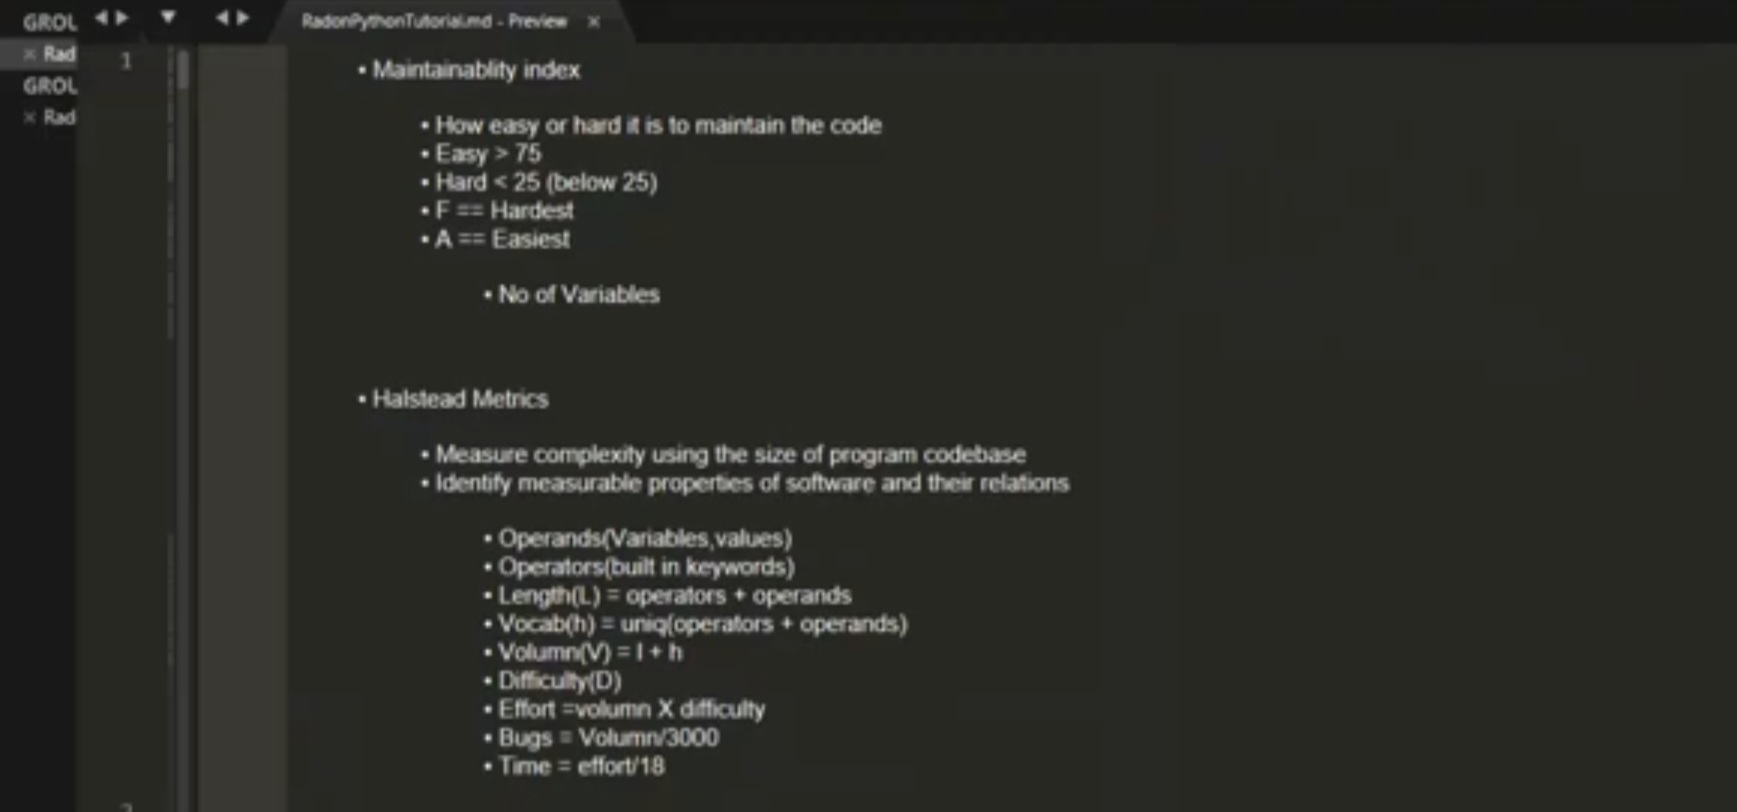 GROU
RadonPythonTutorial.md - Preview ×
× Rad
1
GROU
× Rad
• Maintainablity index
• How easy or hard it is to maintain the code
• Easy > 75
• Hard < 25 (below 25)
• F == Hardest
• A == Easiest
• No of Variables
• Halstead Metrics
• Measure complexity using the size of program codebase
• Identify measurable properties of software and their relations
• Operands(Variables,values)
• Operators(built in keywords)
• Length(L) = operators + operands
• Vocab(h) = uniq(operators + operands)
• Volumn(V) = l + h
• Difficulty(D)
• Effort =volumn X difficulty
• Bugs = Volumn/3000
• Time = effort/18